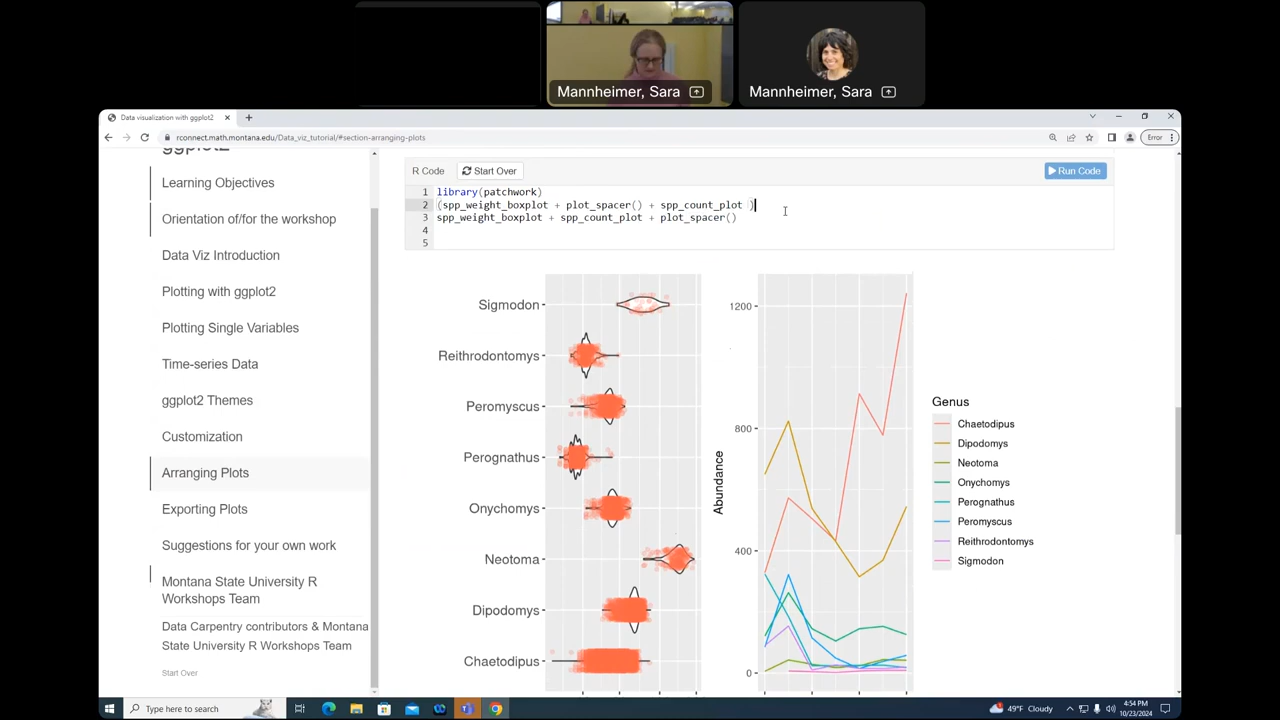 Mannheimer, Sara
Mannheimer, Sara
Data visualization with ggplot2
rconnect.math.montana.edu/Data_viz_tutorial/#section-arranging-plots
Error
ggplot2
Learning Objectives
Orientation of/for the workshop
Data Viz Introduction
Plotting with ggplot2
Plotting Single Variables
Time-series Data
ggplot2 Themes
Customization
Arranging Plots
Exporting Plots
Suggestions for your own work
Montana State University R
Workshops Team
Data Carpentry contributors & Montana
State University R Workshops Team
Start Over
R Code
Start Over
Run Code
1 library(patchwork)
2 (spp_weight_boxplot + plot_spacer() + spp_count_plot )
3 spp_weight_boxplot + spp_count_plot + plot_spacer()
4
5
Sigmodon
Reithrodontomys
Peromyscus
Perognathus
Onychomys
Neotoma
Dipodomys
Chaetodipus
Abundance
1200
800
400
0
Genus
Chaetodipus
Dipodomys
Neotoma
Onychomys
Perognathus
Peromyscus
Reithrodontomys
Sigmodon
Type here to search
49°F Cloudy
4:54 PM
10/23/2024